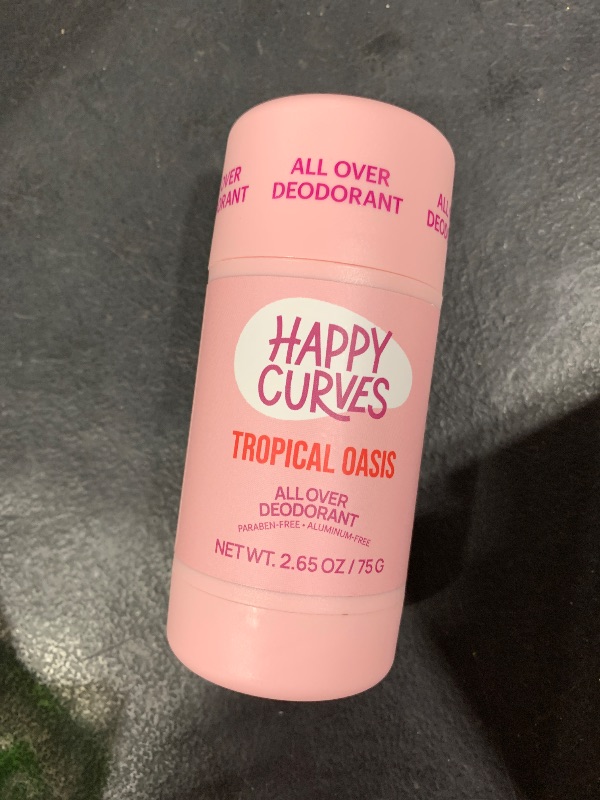 ALL OVER
DEODORANT
HAPPY
CURVES
TROPICAL OASIS
ALL OVER
DEODORANT
PARABEN-FREE • ALUMINUM-FREE
NET WT. 2.65 OZ / 75 G